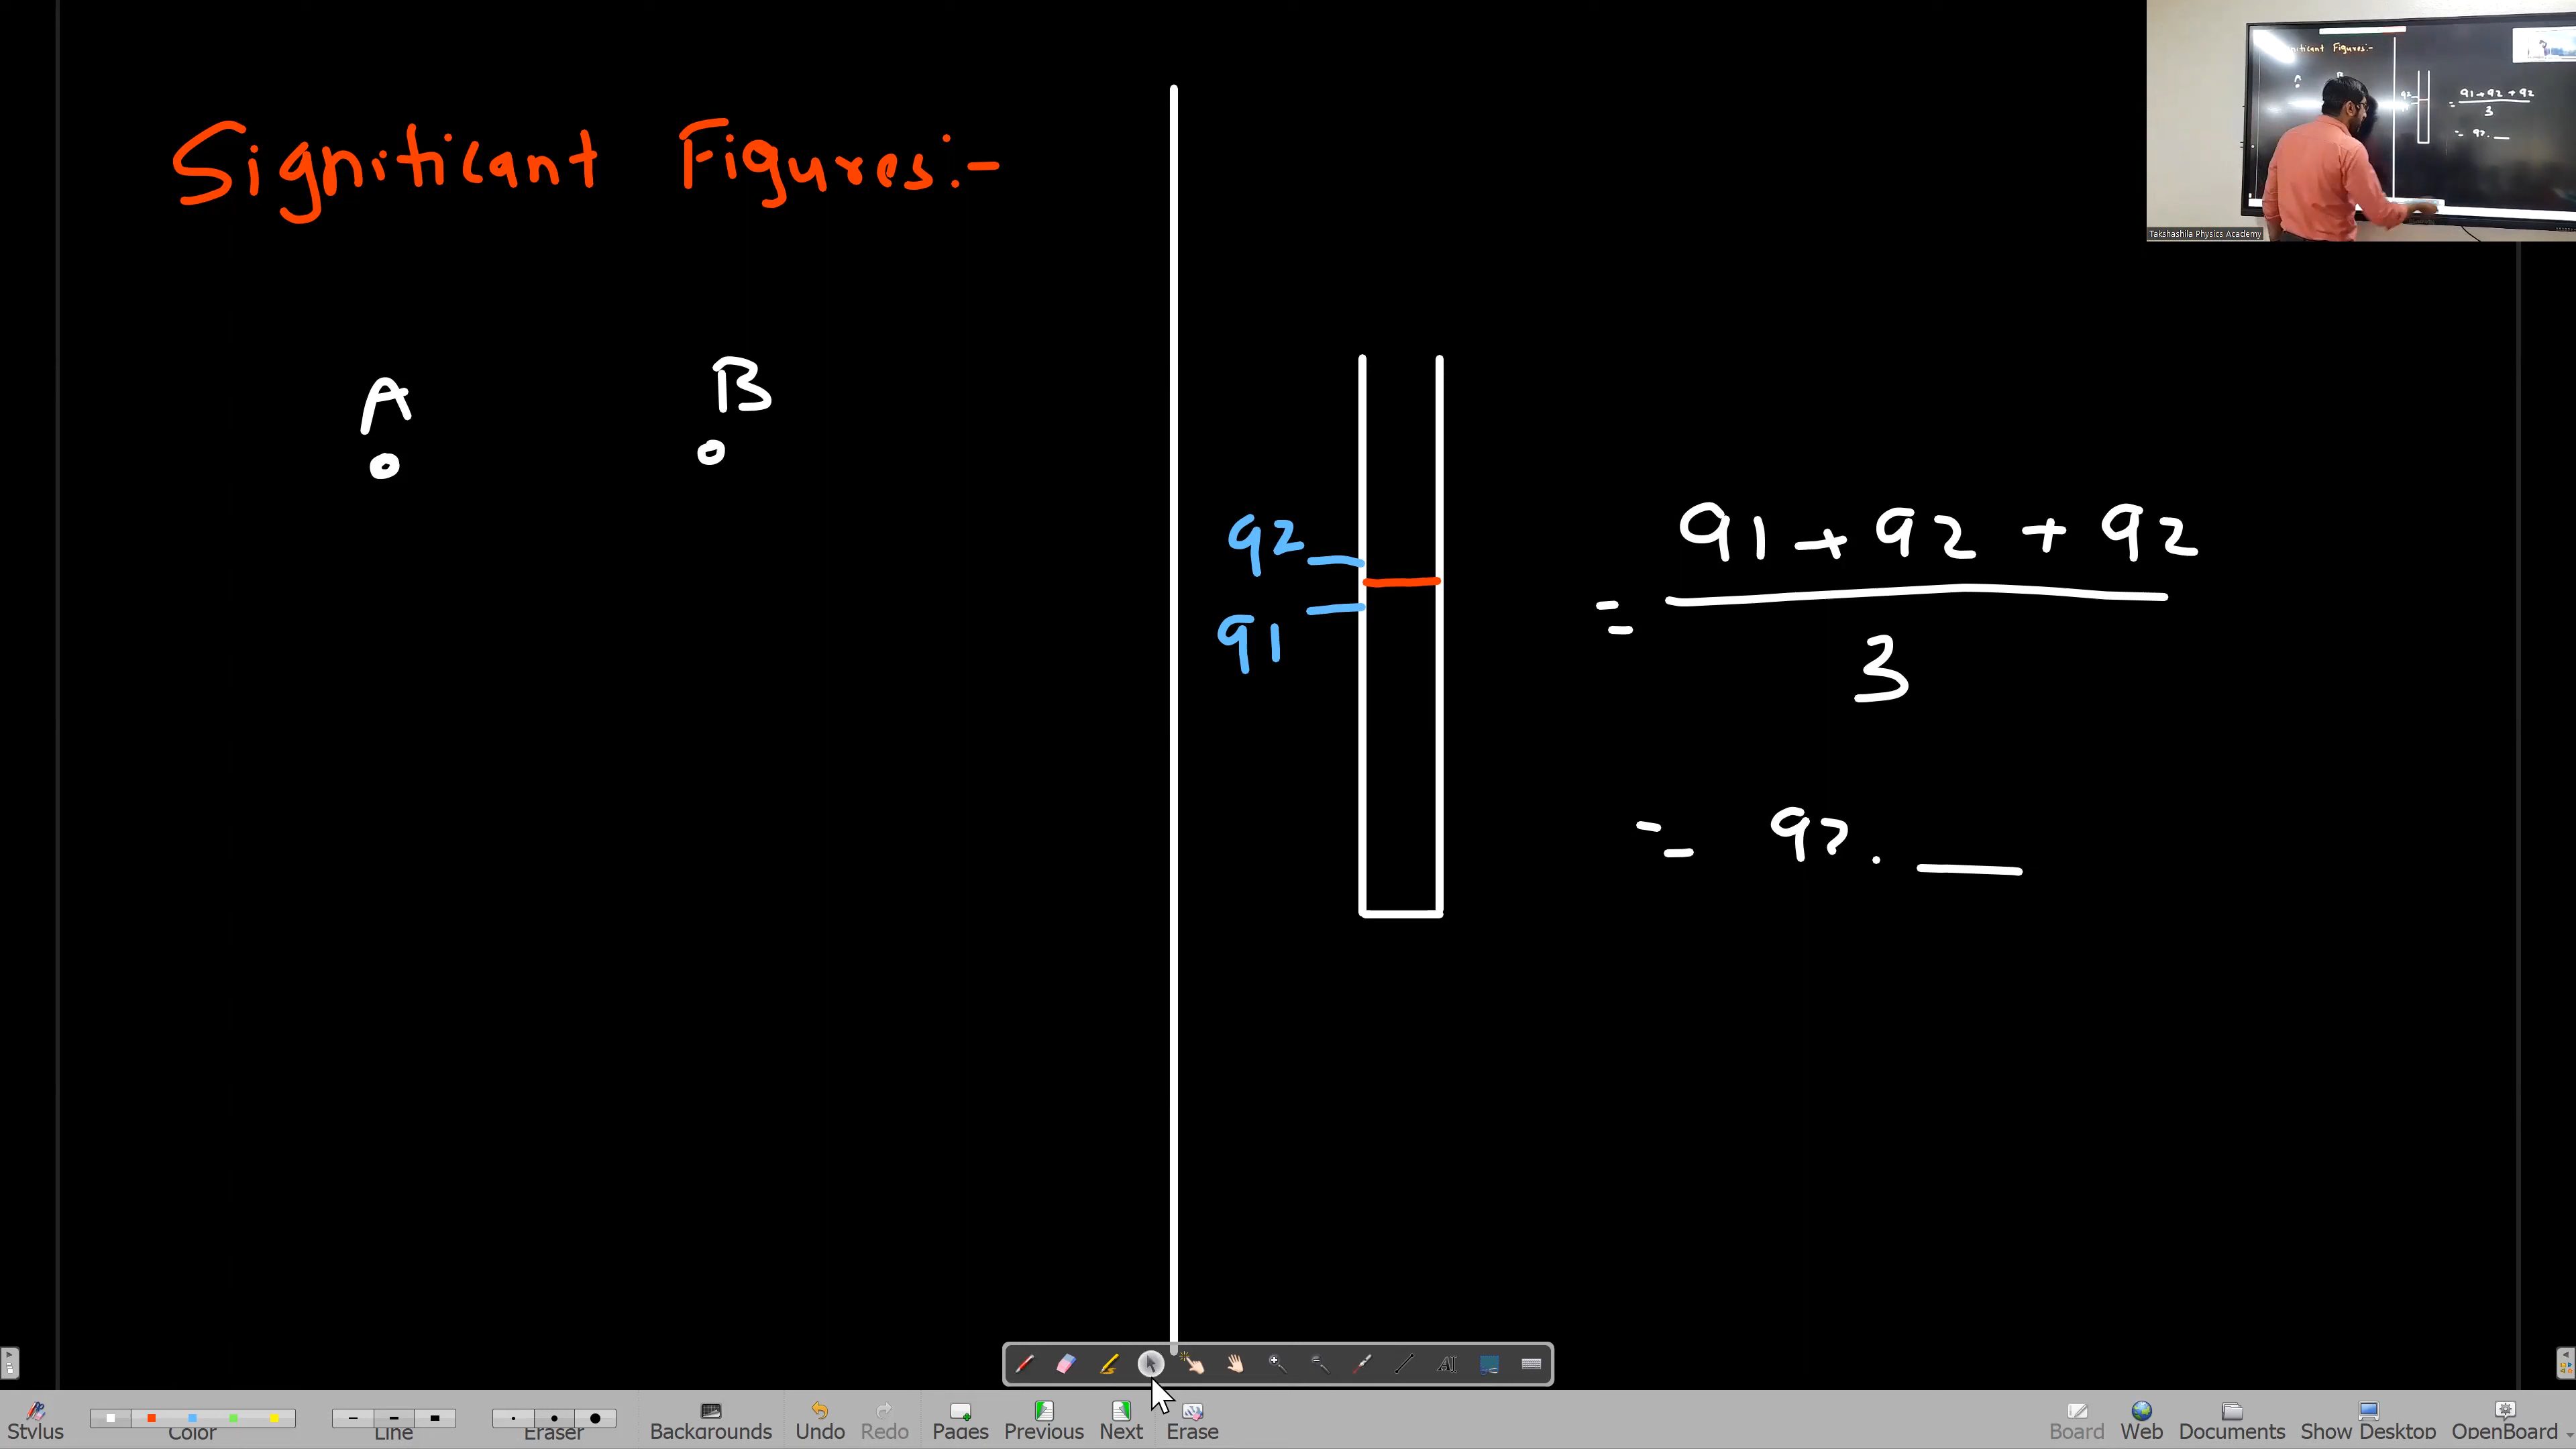 Significant Figures:-
A B
92
91
= 91 + 92 + 92
3
= 9?. __
Takshashila Physics Academy
Stylus Color Line Eraser Backgrounds Undo Redo Pages Previous Next Erase Board Web Documents Show Desktop OpenBoard